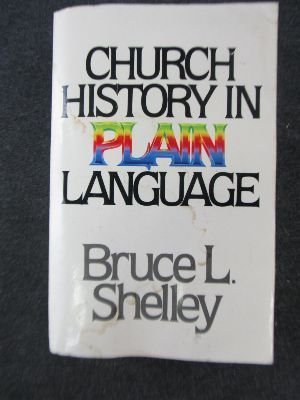 CHURCH
HISTORY IN
PLAIN
LANGUAGE
Bruce L.
Shelley